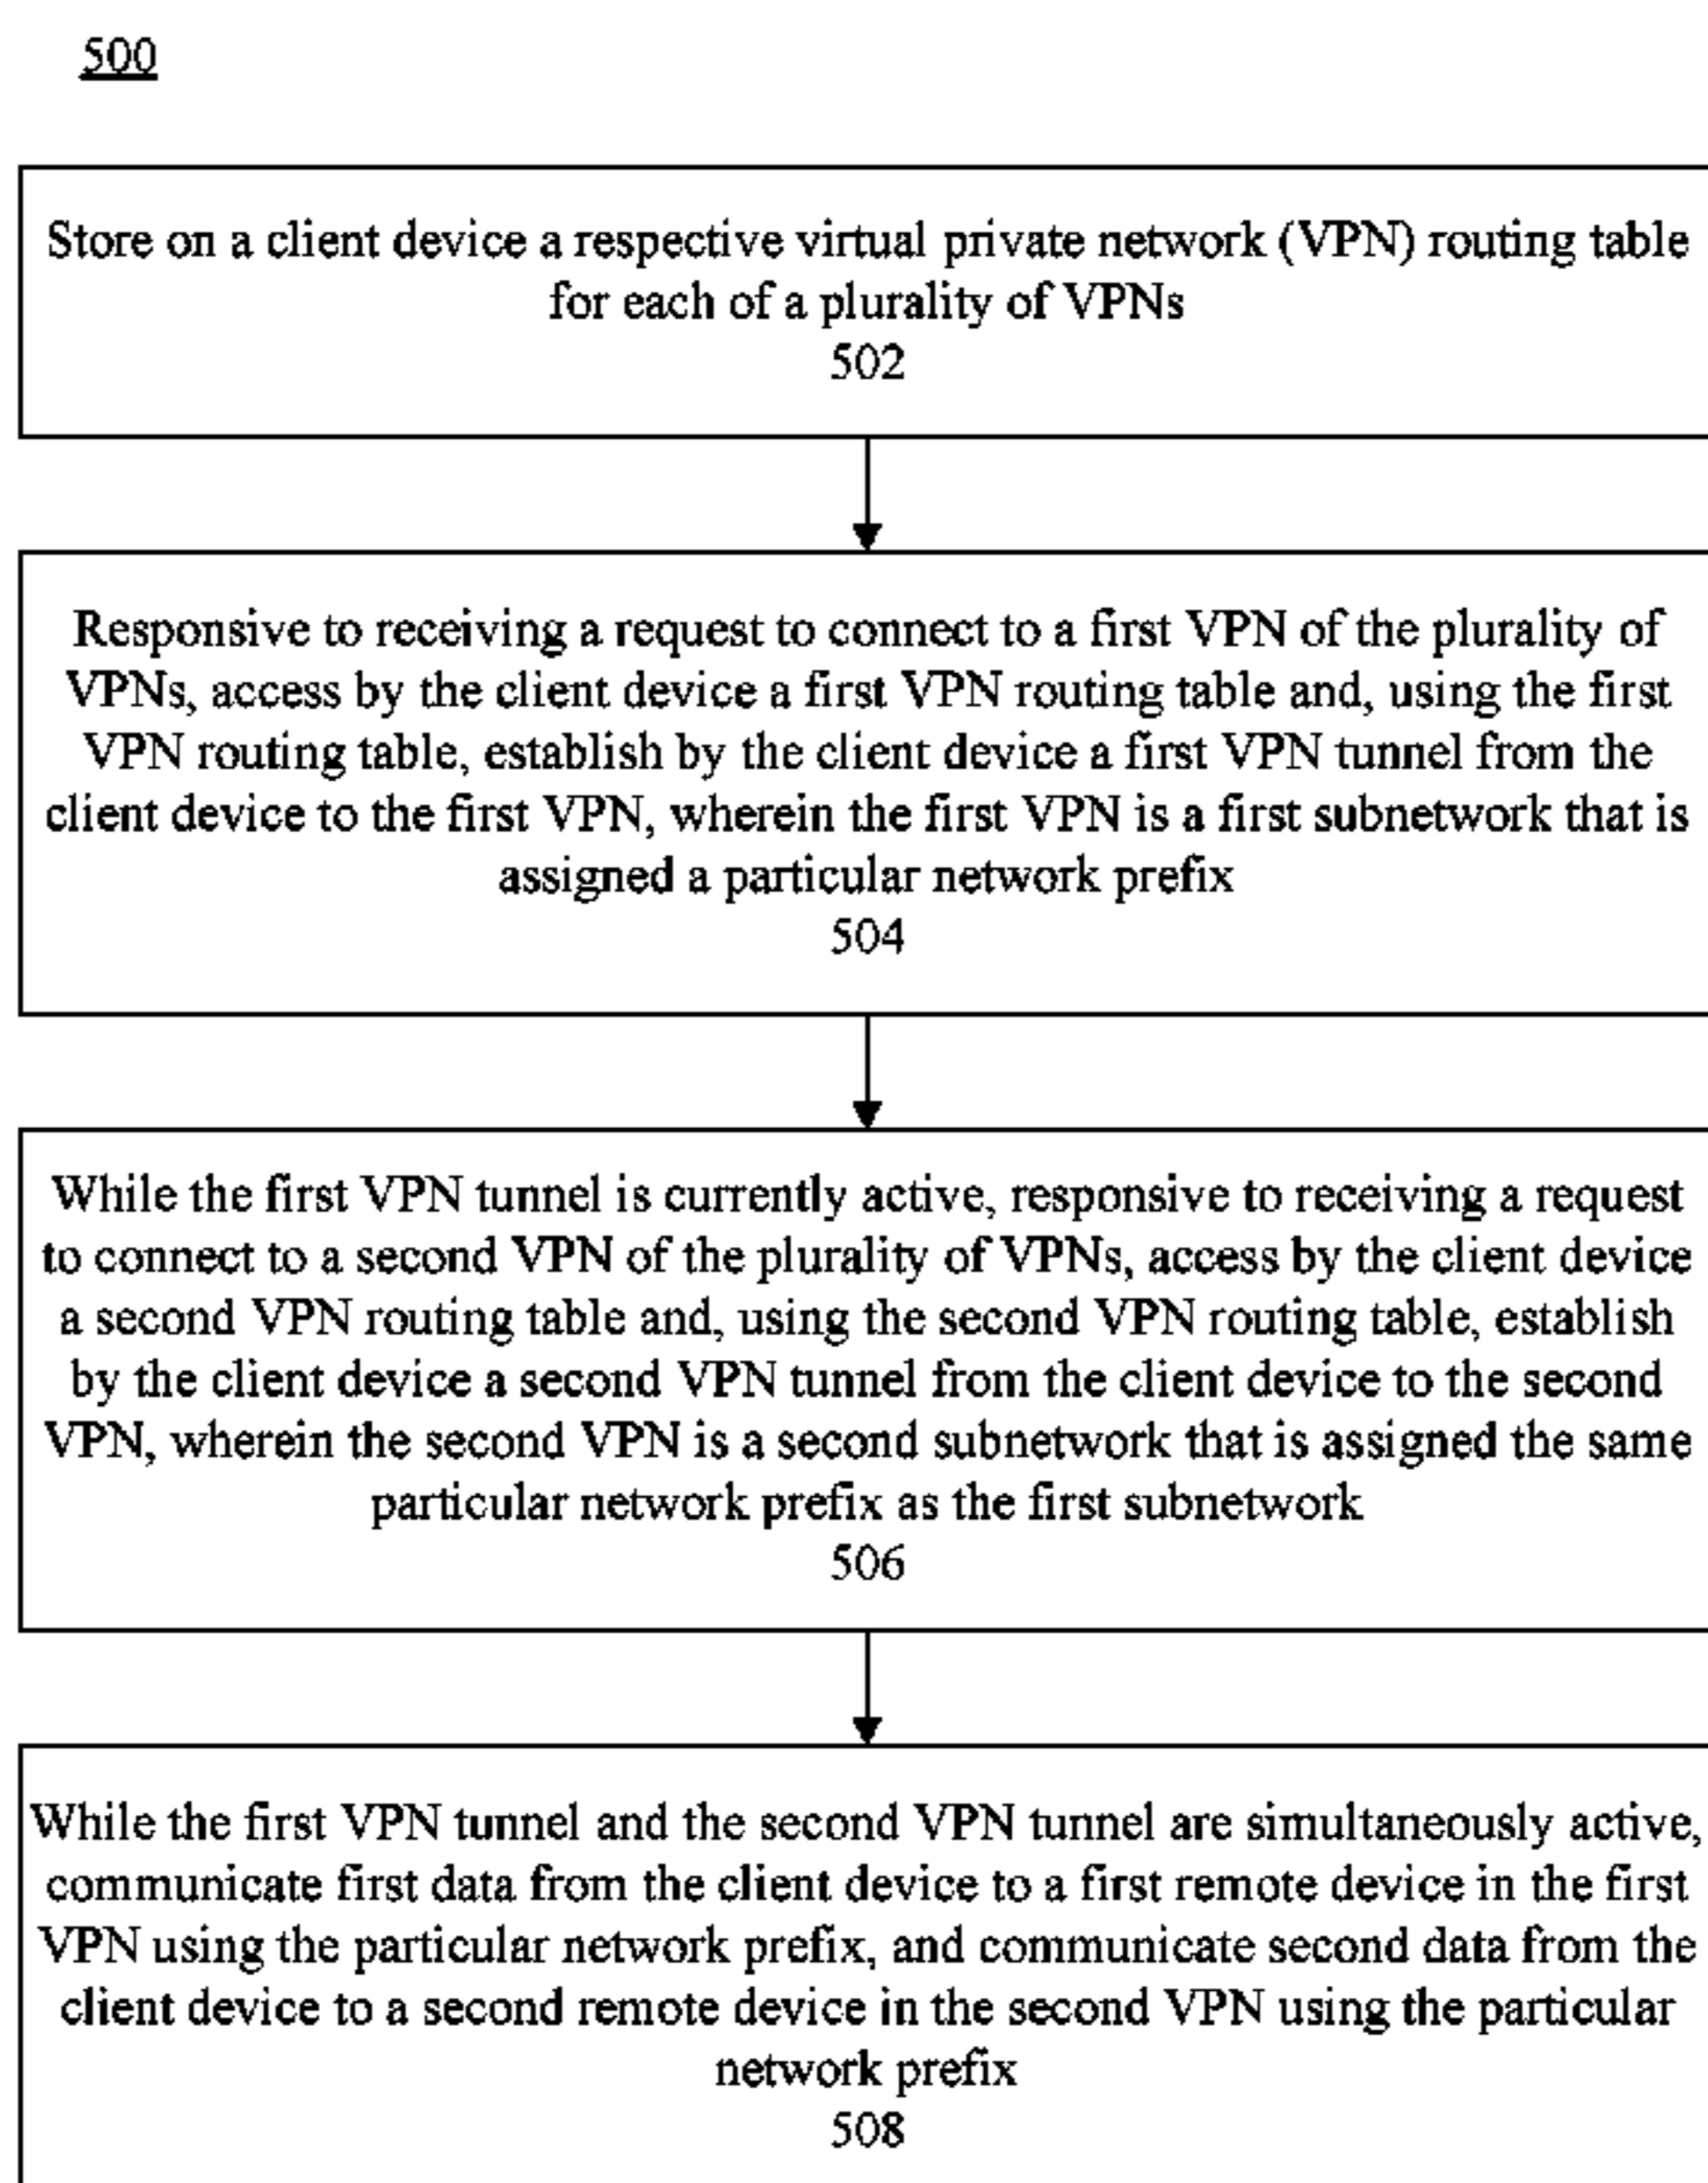 500
Store on a client device a respective virtual private network (VPN) routing table
for each of a plurality of VPNs
502
Responsive to receiving a request to connect to a first VPN of the plurality of
VPNs, access by the client device a first VPN routing table and, using the first
VPN routing table, establish by the client device a first VPN tunnel from the
client device to the first VPN, wherein the first VPN is a first subnetwork that is
assigned a particular network prefix
504
While the first VPN tunnel is currently active, responsive to receiving a request
to connect to a second VPN of the plurality of VPNs, access by the client device
a second VPN routing table and, using the second VPN routing table, establish
by the client device a second VPN tunnel from the client device to the second
VPN, wherein the second VPN is a second subnetwork that is assigned the same
particular network prefix as the first subnetwork
506
While the first VPN tunnel and the second VPN tunnel are simultaneously active,
communicate first data from the client device to a first remote device in the first
VPN using the particular network prefix, and communicate second data from the
client device to a second remote device in the second VPN using the particular
network prefix
508